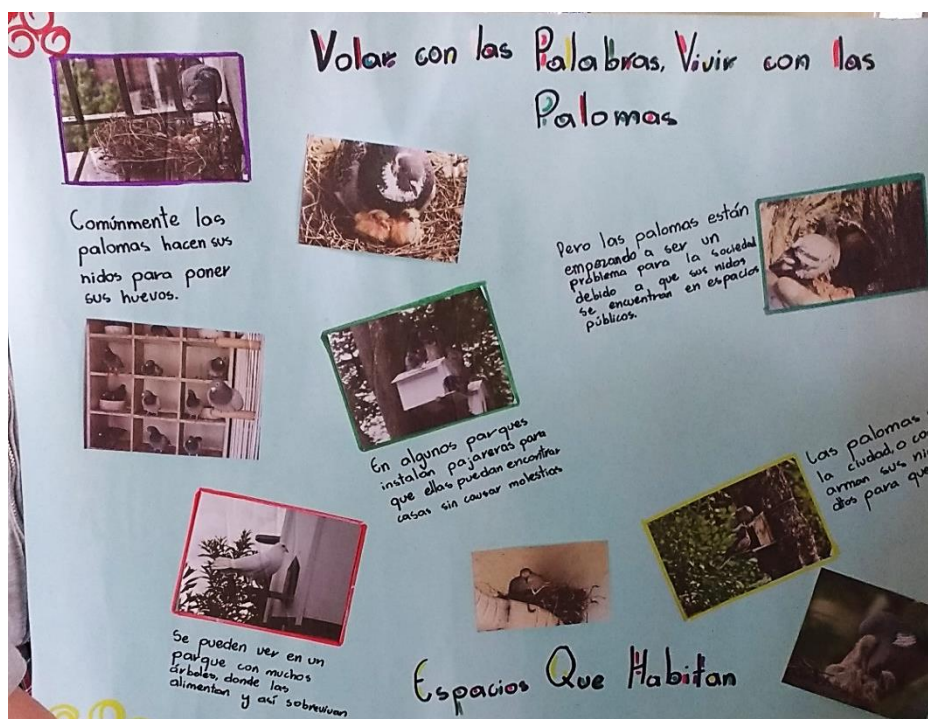 Volar con las Palabras, Vivir con las
Palomas
Comúnmente las
palomas hacen sus
nidos para poner
sus huevos.
Pero las palomas están
empezando a ser un
problema para la sociedad
debido a que sus nidos
se encuentran en espacios
públicos.
En algunos parques
instalan pajareras para
que ellas puedan encontrar
casas sin causar molestias
Las palomas
la ciudad, o
arman sus
para que
Se pueden ver en un
parque con muchos
árboles, donde las
alimentan y así sobrevivan
Espacios Que Habitan